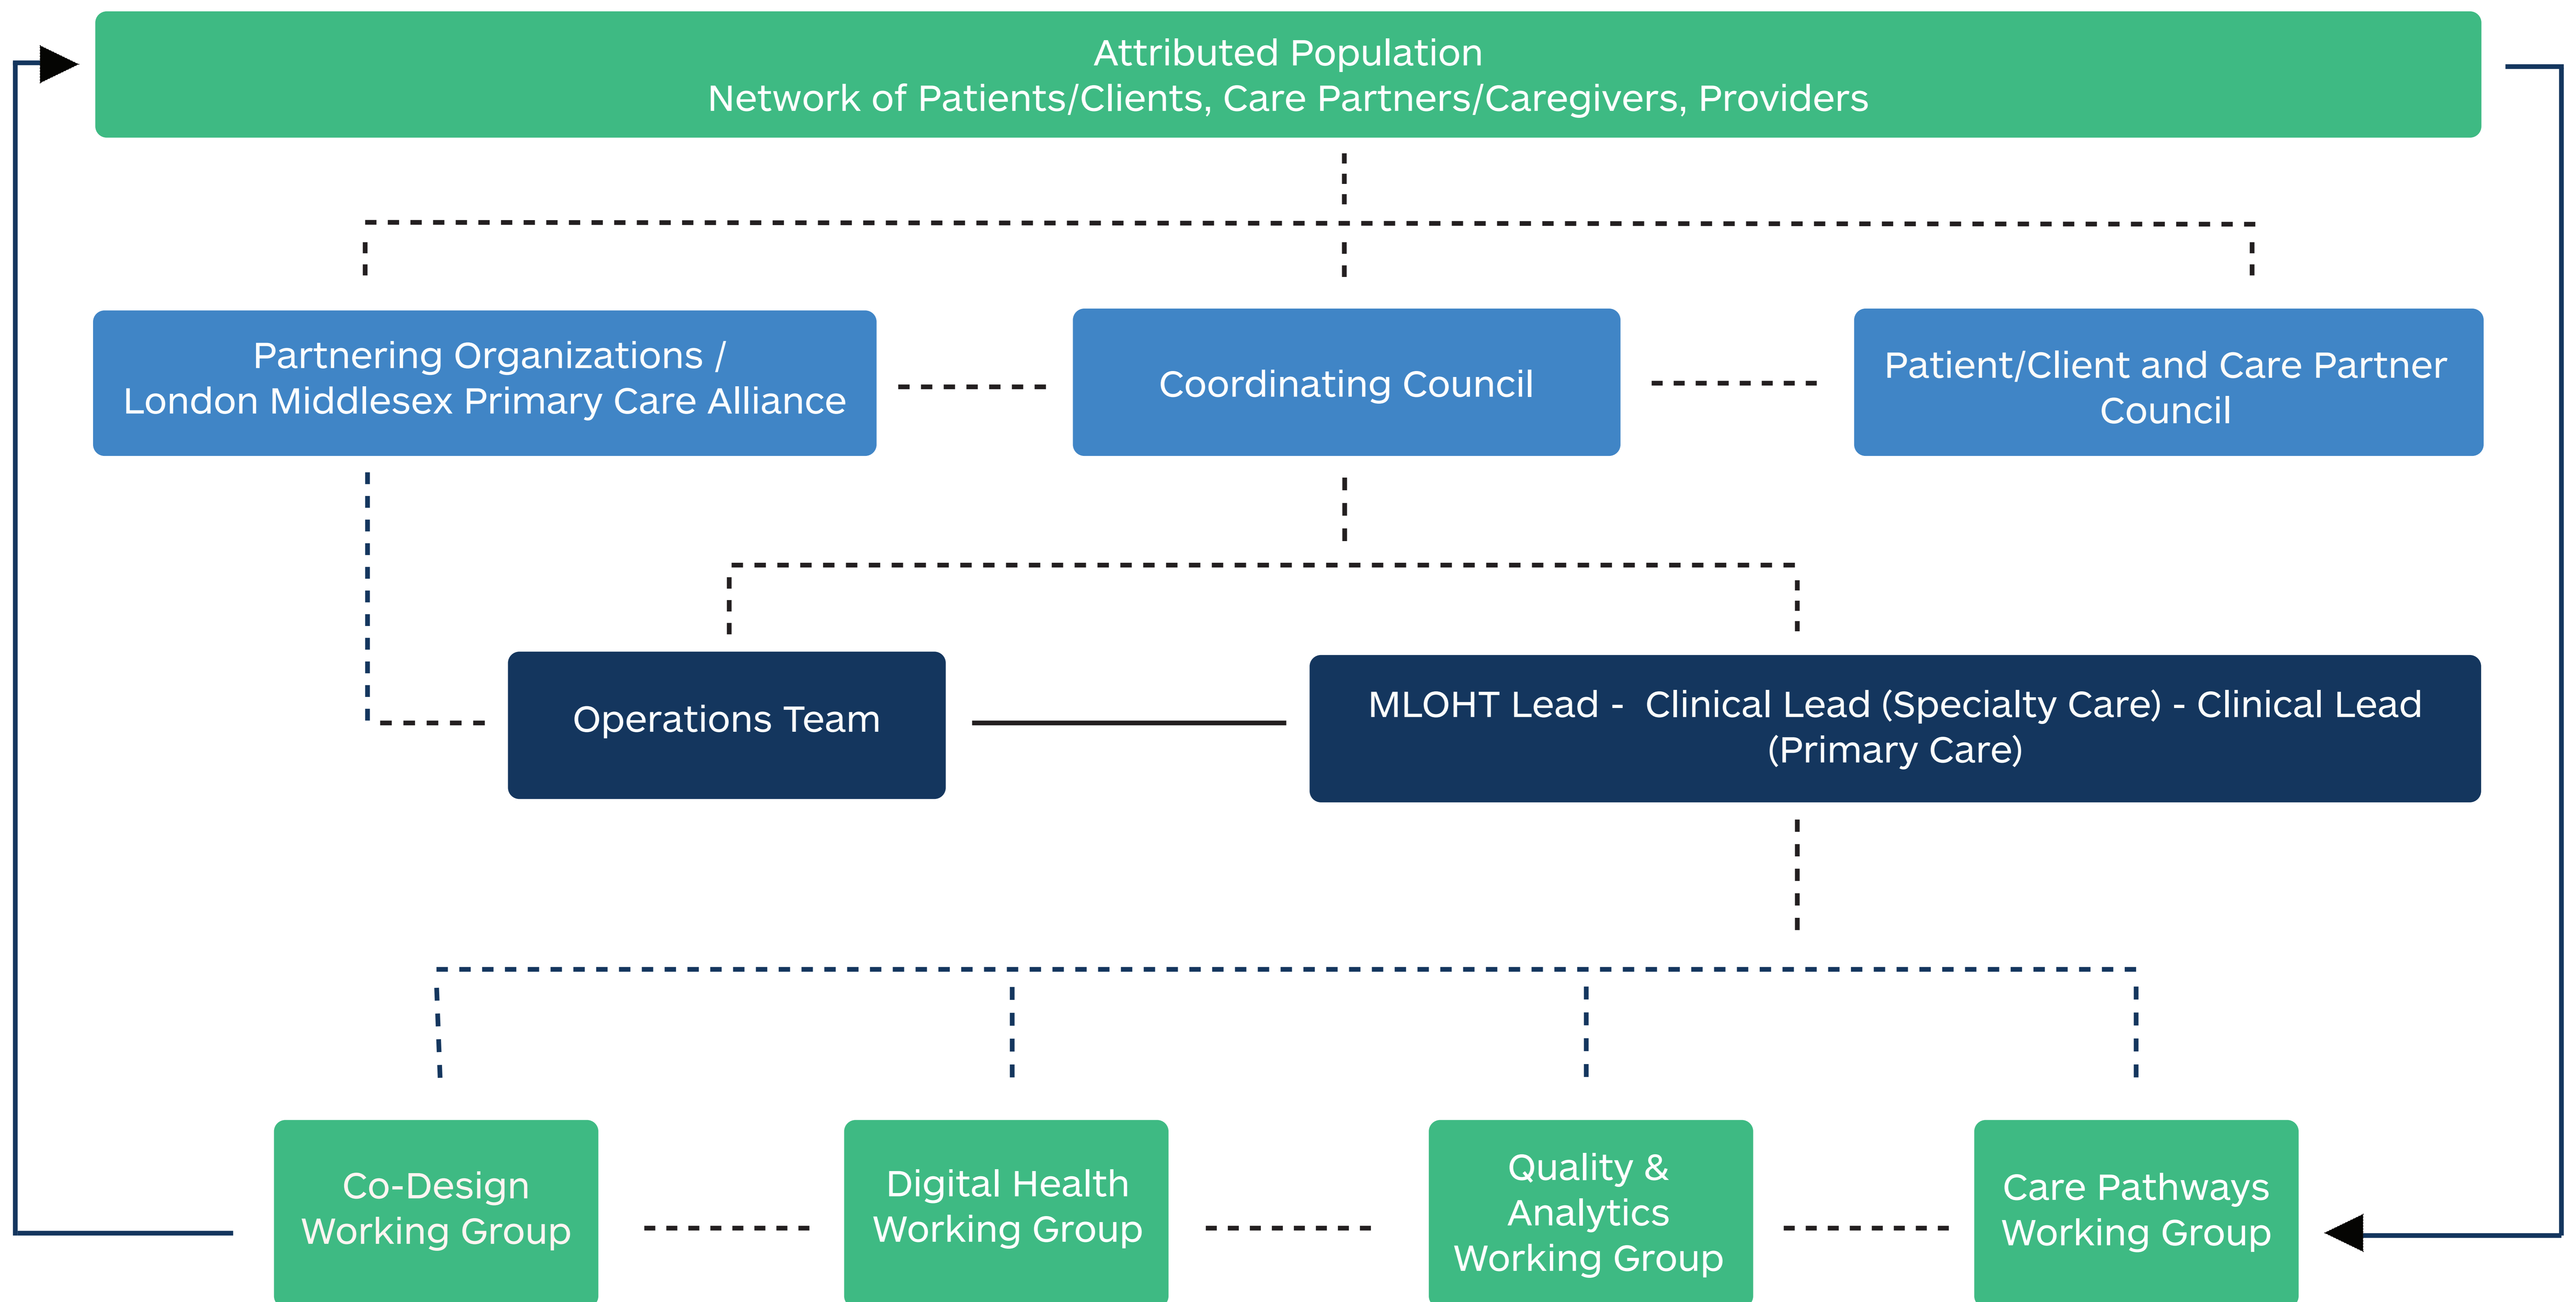 Attributed Population
Network of Patients/Clients, Care Partners/Caregivers, Providers
Partnering Organizations /
London Middlesex Primary Care Alliance
Coordinating Council
Patient/Client and Care Partner
Council
Operations Team
MLOHT Lead -  Clinical Lead (Specialty Care) - Clinical Lead
(Primary Care)
Co-Design
Working Group
Digital Health
Working Group
Quality &
Analytics
Working Group
Care Pathways
Working Group